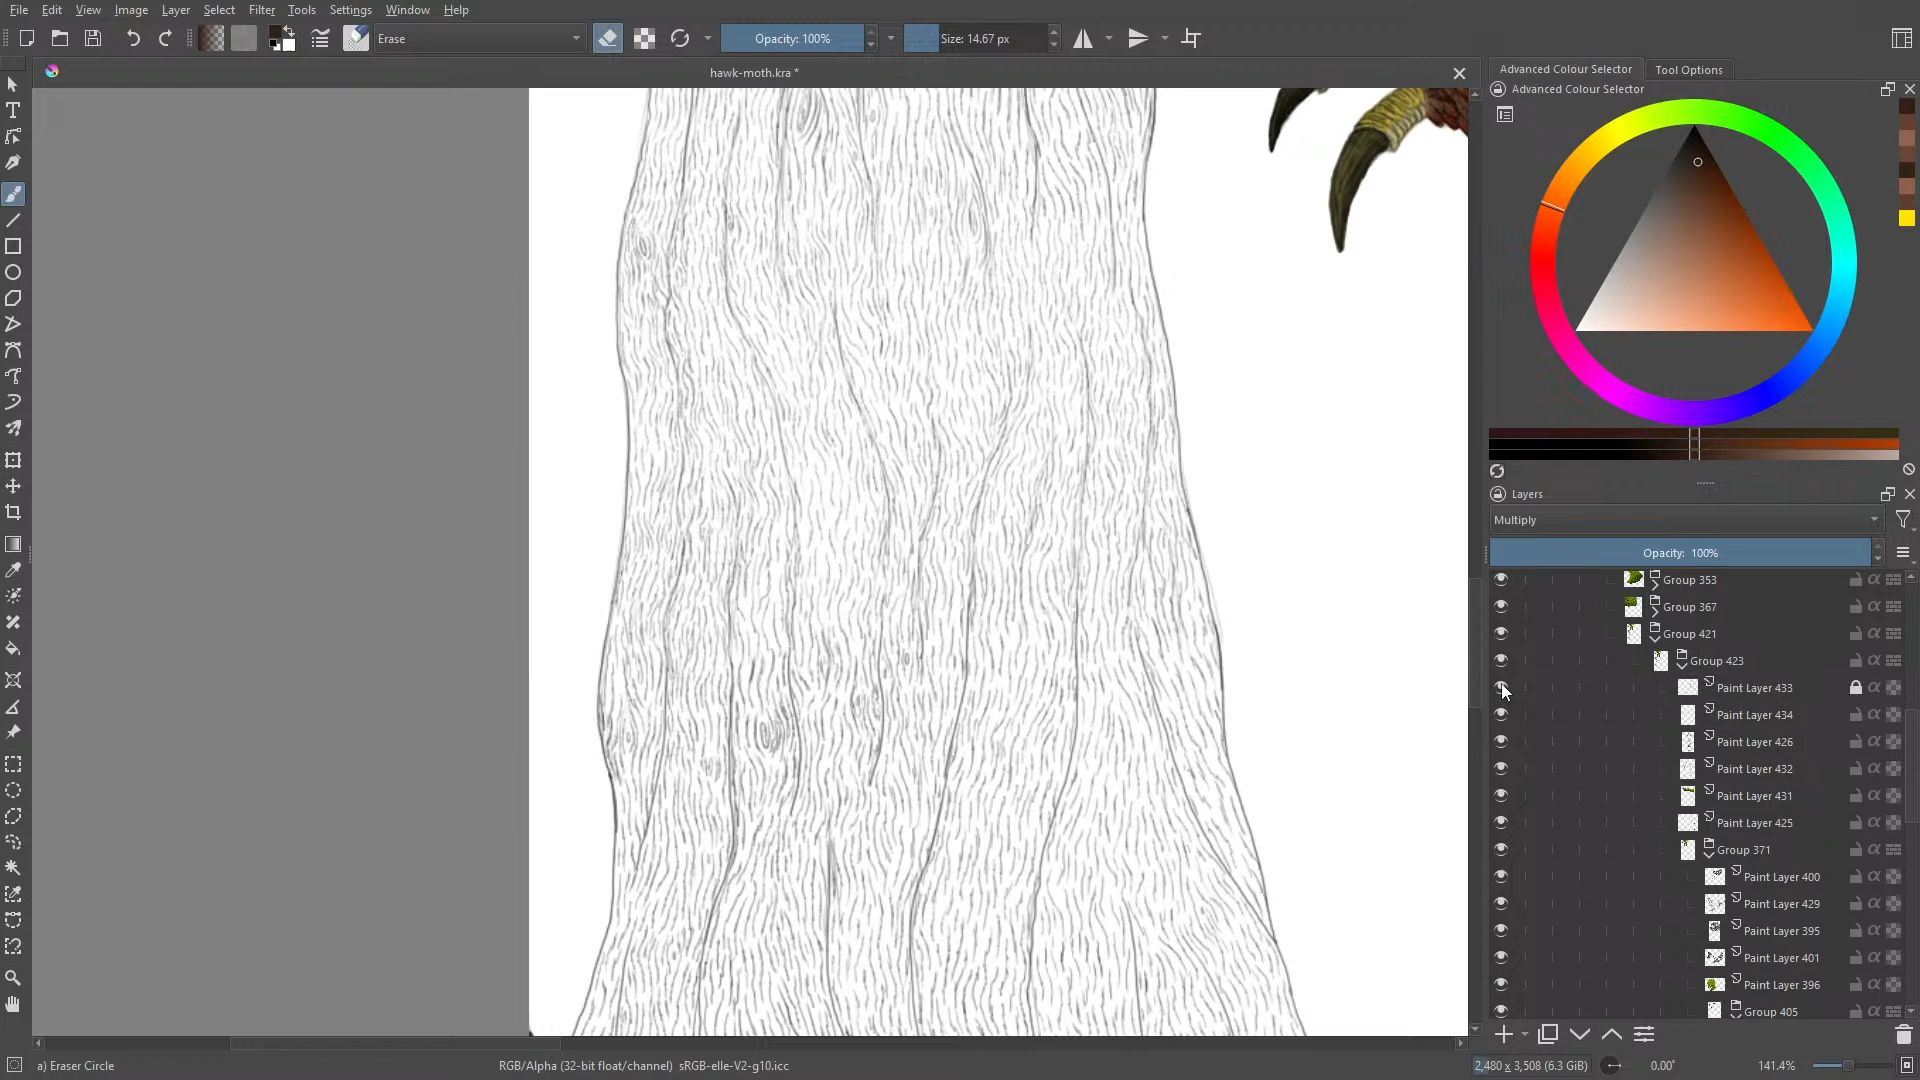 File Edit View Image Layer Select Filter Tools Settings Window Help
Erase Opacity: 100% Size: 14.67 px
hawk-moth.kra *
Advanced Colour Selector Tool Options
Advanced Colour Selector
Layers
Multiply
Opacity: 100%
Group 353
Group 367
Group 421
Group 423
Paint Layer 433
Paint Layer 434
Paint Layer 426
Paint Layer 432
Paint Layer 431
Paint Layer 425
Group 371
Paint Layer 400
Paint Layer 429
Paint Layer 395
Paint Layer 401
Paint Layer 396
Group 405
a) Eraser Circle RGB/Alpha (32-bit float/channel) sRGB-elle-V2-g10.icc 2,480 x 3,508 (6.3 GiB) 0.00° 141.4%